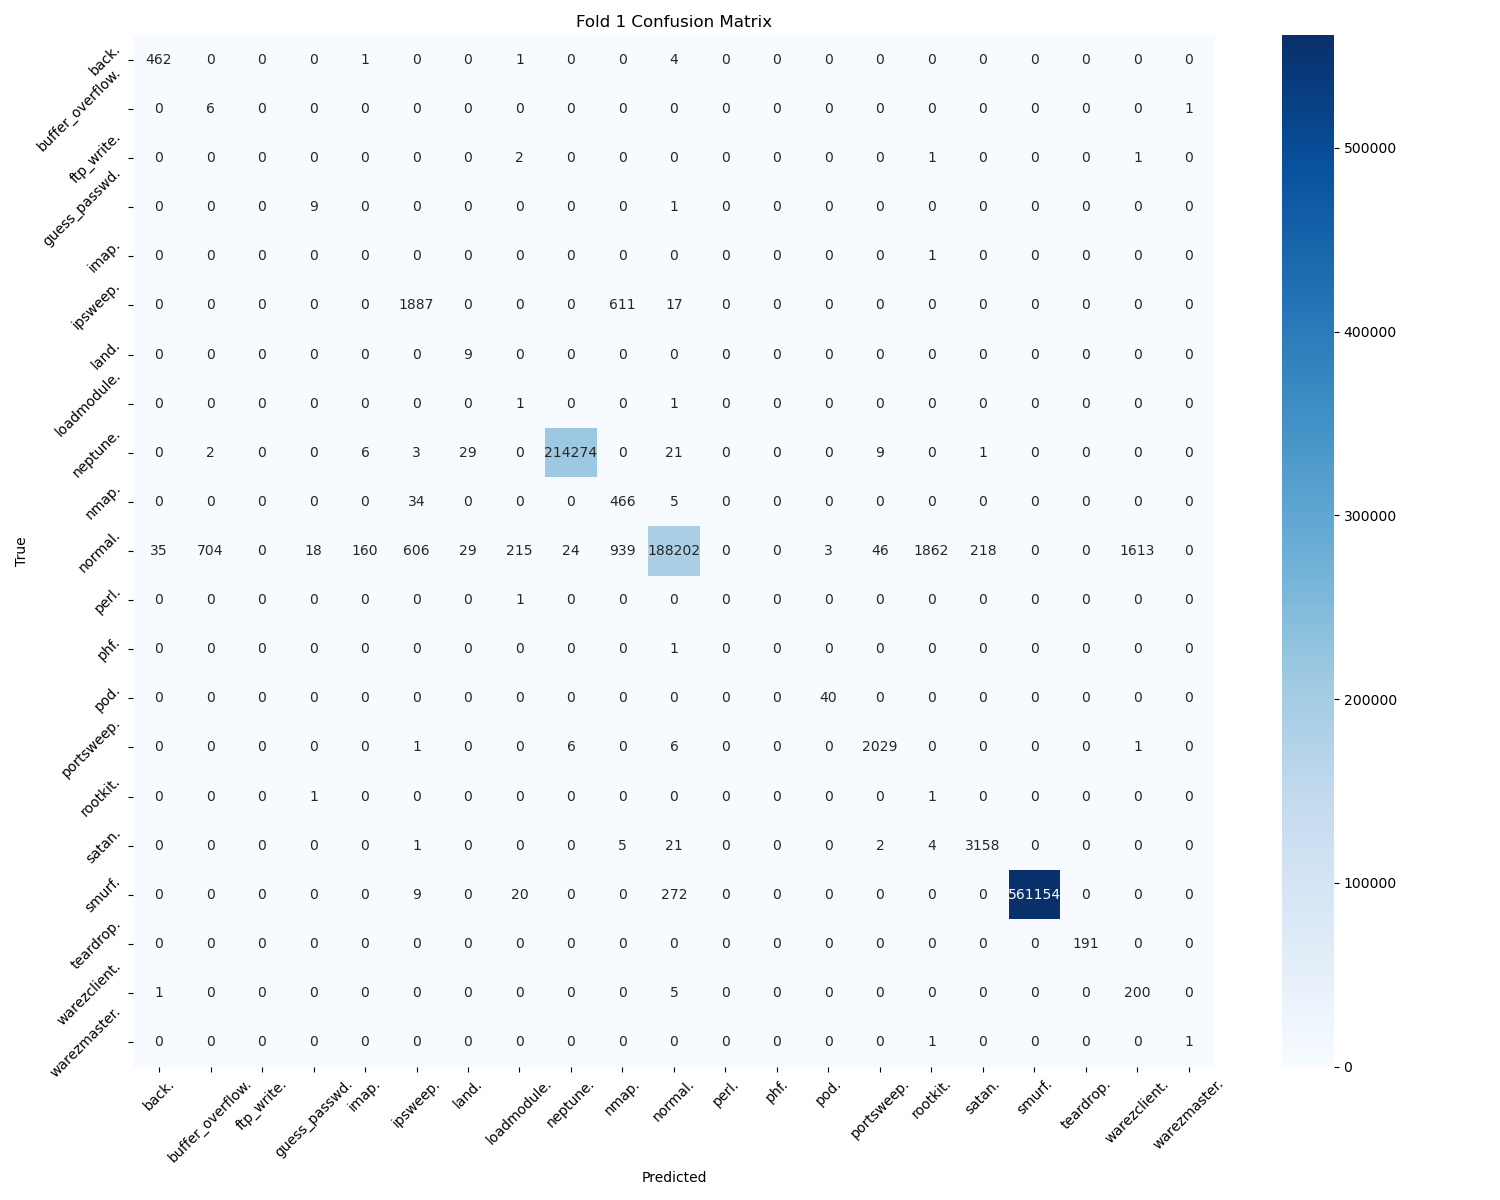 Fold 1 Confusion Matrix
back. 462 0 0 0 1 0 0 1 0 0 4 0 0 0 0 0 0 0 0 0 0
buffer_overflow. 0 6 0 0 0 0 0 0 0 0 0 0 0 0 0 0 0 0 0 0 1
ftp_write. 0 0 0 0 0 0 0 2 0 0 0 0 0 0 0 1 0 0 0 1 0
guess_passwd. 0 0 0 9 0 0 0 0 0 0 1 0 0 0 0 0 0 0 0 0 0
imap. 0 0 0 0 0 0 0 0 0 0 0 0 0 0 0 1 0 0 0 0 0
ipsweep. 0 0 0 0 0 1887 0 0 0 611 17 0 0 0 0 0 0 0 0 0 0
land. 0 0 0 0 0 0 9 0 0 0 0 0 0 0 0 0 0 0 0 0 0
loadmodule. 0 0 0 0 0 0 0 1 0 0 1 0 0 0 0 0 0 0 0 0 0
neptune. 0 2 0 0 6 3 29 0 214274 0 21 0 0 0 9 0 1 0 0 0 0
nmap. 0 0 0 0 0 34 0 0 0 466 5 0 0 0 0 0 0 0 0 0 0
normal. 35 704 0 18 160 606 29 215 24 939 188202 0 0 3 46 1862 218 0 0 1613 0
perl. 0 0 0 0 0 0 0 1 0 0 0 0 0 0 0 0 0 0 0 0 0
phf. 0 0 0 0 0 0 0 0 0 0 1 0 0 0 0 0 0 0 0 0 0
pod. 0 0 0 0 0 0 0 0 0 0 0 0 0 40 0 0 0 0 0 0 0
portsweep. 0 0 0 0 0 1 0 0 6 0 6 0 0 0 2029 0 0 0 0 1 0
rootkit. 0 0 0 1 0 0 0 0 0 0 0 0 0 0 0 1 0 0 0 0 0
satan. 0 0 0 0 0 1 0 0 0 5 21 0 0 0 2 4 3158 0 0 0 0
smurf. 0 0 0 0 0 9 0 20 0 0 272 0 0 0 0 0 0 561154 0 0 0
teardrop. 0 0 0 0 0 0 0 0 0 0 0 0 0 0 0 0 0 0 191 0 0
warezclient. 1 0 0 0 0 0 0 0 0 0 5 0 0 0 0 0 0 0 0 200 0
warezmaster. 0 0 0 0 0 0 0 0 0 0 0 0 0 0 0 1 0 0 0 0 1
back. buffer_overflow. ftp_write. guess_passwd. imap. ipsweep. land. loadmodule. neptune. nmap. normal. perl. phf. pod. portsweep. rootkit. satan. smurf. teardrop. warezclient. warezmaster.
Predicted
True
500000
400000
300000
200000
100000
0